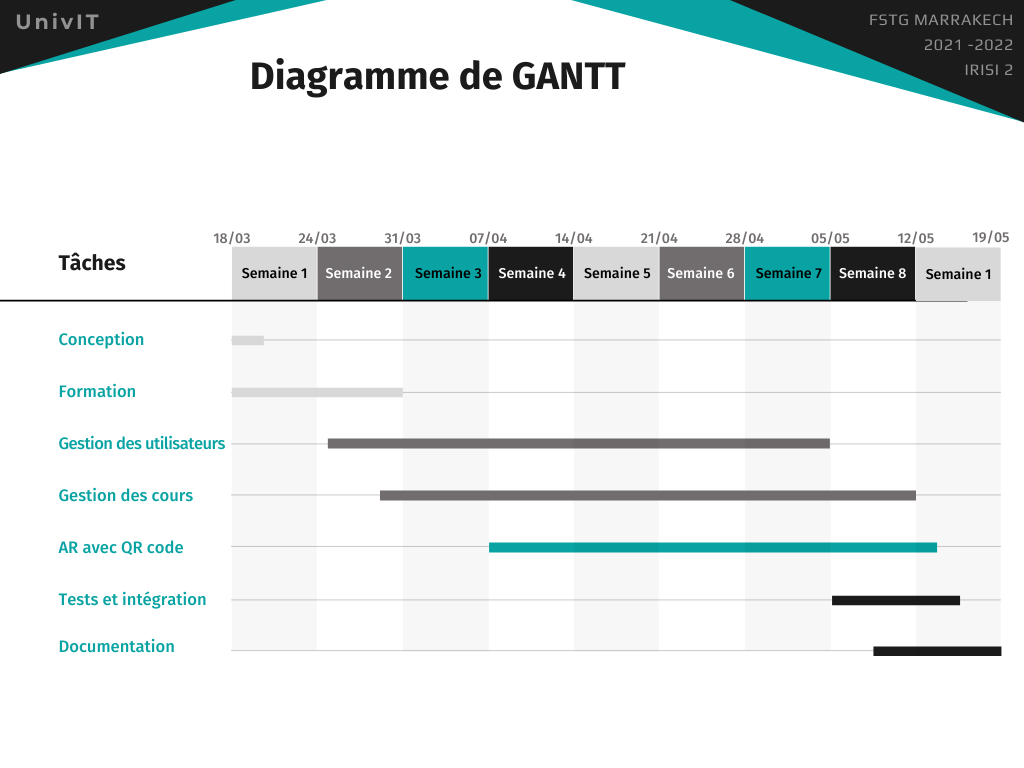 UnivIT
FSTG MARRAKECH
2021 -2022
IRISI 2
Diagramme de GANTT
18/03 24/03 31/03 07/04 14/04 21/04 28/04 05/05 12/05 19/05
Tâches
Semaine 1 Semaine 2 Semaine 3 Semaine 4 Semaine 5 Semaine 6 Semaine 7 Semaine 8 Semaine 1
Conception
Formation
Gestion des utilisateurs
Gestion des cours
AR avec QR code
Tests et intégration
Documentation